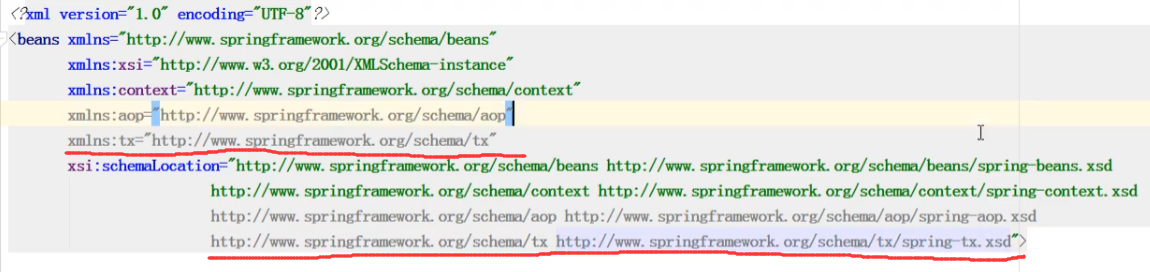 <?xml version="1.0" encoding="UTF-8"?>
<beans xmlns="http://www.springframework.org/schema/beans"
xmlns:xsi="http://www.w3.org/2001/XMLSchema-instance"
xmlns:context="http://www.springframework.org/schema/context"
xmlns:aop="http://www.springframework.org/schema/aop"
xmlns:tx="http://www.springframework.org/schema/tx"
xsi:schemaLocation="http://www.springframework.org/schema/beans http://www.springframework.org/schema/beans/spring-beans.xsd
http://www.springframework.org/schema/context http://www.springframework.org/schema/context/spring-context.xsd
http://www.springframework.org/schema/aop http://www.springframework.org/schema/aop/spring-aop.xsd
http://www.springframework.org/schema/tx http://www.springframework.org/schema/tx/spring-tx.xsd">